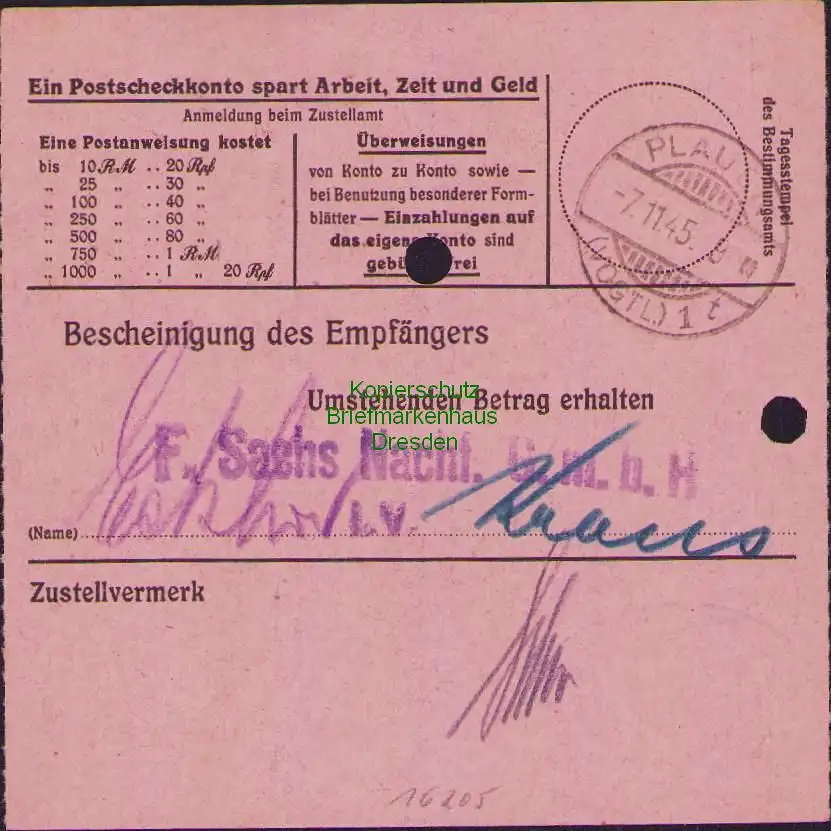 Ein Postscheckkonto spart Arbeit, Zeit und Geld
Anmeldung beim Zustellamt
Eine Postanweisung kostet
bis 10 RM .. 20 Rpf
„ 25 „ .. 30 „
„ 100 „ .. 40 „
„ 250 „ .. 60 „
„ 500 „ .. 80 „
„ 750 „ .. 1 RM
„ 1000 „ .. 1 „ 20 Rpf
Überweisungen
von Konto zu Konto sowie —
bei Benutzung besonderer Form-
blätter — Einzahlungen auf
das eigene Konto sind
gebührenfrei
Tagesstempel
des Bestimmungsamts
PLAU
-7.11.45.
(VOGTL.) 1 t
Bescheinigung des Empfängers
Umstehenden Betrag erhalten
Kopierschutz
Briefmarkenhaus
Dresden
F. Sachs Nachf. G.m.b.H
(Name) i.V. Kraus
Zustellvermerk
16205